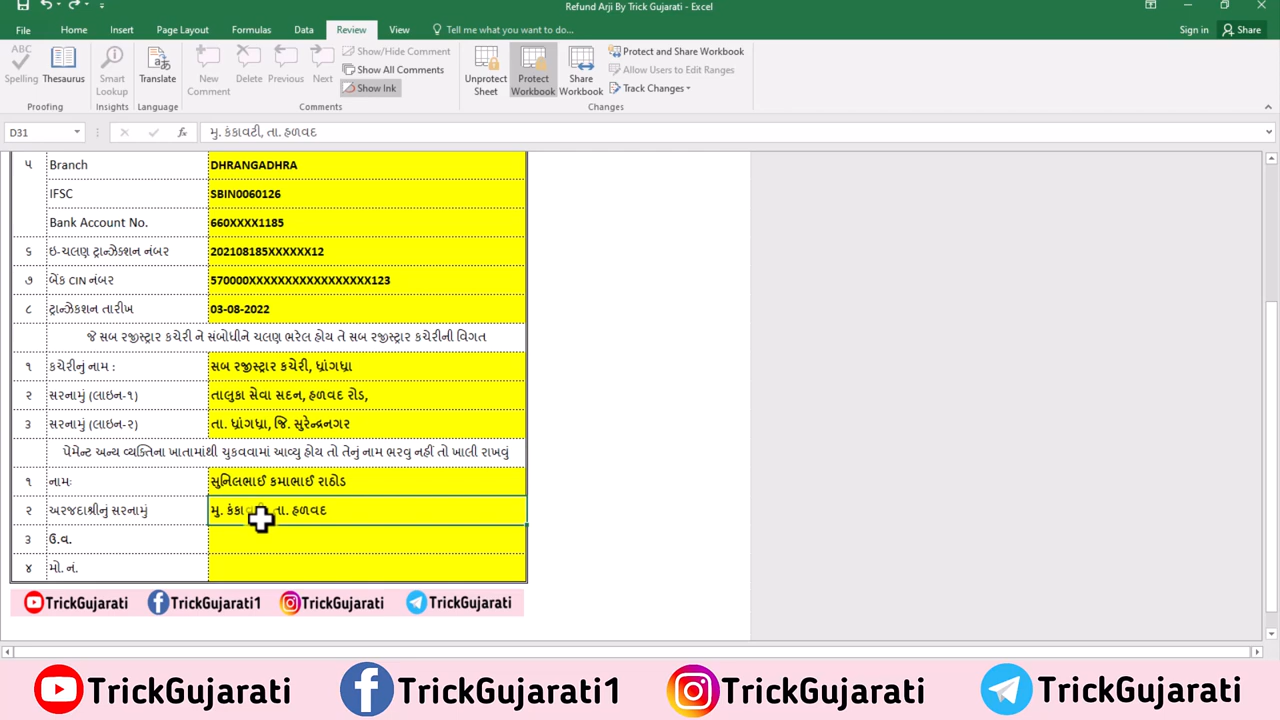 Refund Arji By Trick Gujarati - Excel
File Home Insert Page Layout Formulas Data Review View Tell me what you want to do... Sign in Share
ABC
Spelling Thesaurus Smart Lookup Translate New Comment Delete Previous Next Show/Hide Comment Show All Comments Show Ink Unprotect Sheet Protect Workbook Share Workbook Protect and Share Workbook Allow Users to Edit Ranges Track Changes
Proofing Insights Language Comments Changes
D31 fx મુ. કંકાવટી, તા. હળવદ
૫ Branch DHRANGADHRA
IFSC SBIN0060126
Bank Account No. 660XXXX1185
૬ ઇ-ચલણ ટ્રાન્ઝેક્શન નંબર 202108185XXXXXX12
૭ બેંક CIN નંબર 570000XXXXXXXXXXXXXXXXX123
૮ ટ્રાન્ઝેકશન તારીખ 03-08-2022
જે સબ રજીસ્ટ્રાર કચેરી ને સંબોધીને ચલણ ભરેલ હોય તે સબ રજીસ્ટ્રાર કચેરીની વિગત
૧ કચેરીનું નામ : સબ રજીસ્ટ્રાર કચેરી, ધ્રાંગધ્રા
૨ સરનામું (લાઇન-૧) તાલુકા સેવા સદન, હળવદ રોડ,
૩ સરનામું (લાઇન-૨) તા. ધ્રાંગધ્રા, જિ. સુરેન્દ્રનગર
પેમેન્ટ અન્ય વ્યક્તિના ખાતામાંથી ચુકવવામાં આવ્યુ હોય તો તેનું નામ ભરવુ નહીં તો ખાલી રાખવું
૧ નામઃ સુનિલભાઈ કમાભાઈ રાઠોડ
૨ અરજદાશ્રીનું સરનામું મુ. કંકાવટી, તા. હળવદ
૩ ઉ.વ.
૪ મો. નં.
TrickGujarati TrickGujarati1 TrickGujarati TrickGujarati
TrickGujarati TrickGujarati1 TrickGujarati TrickGujarati